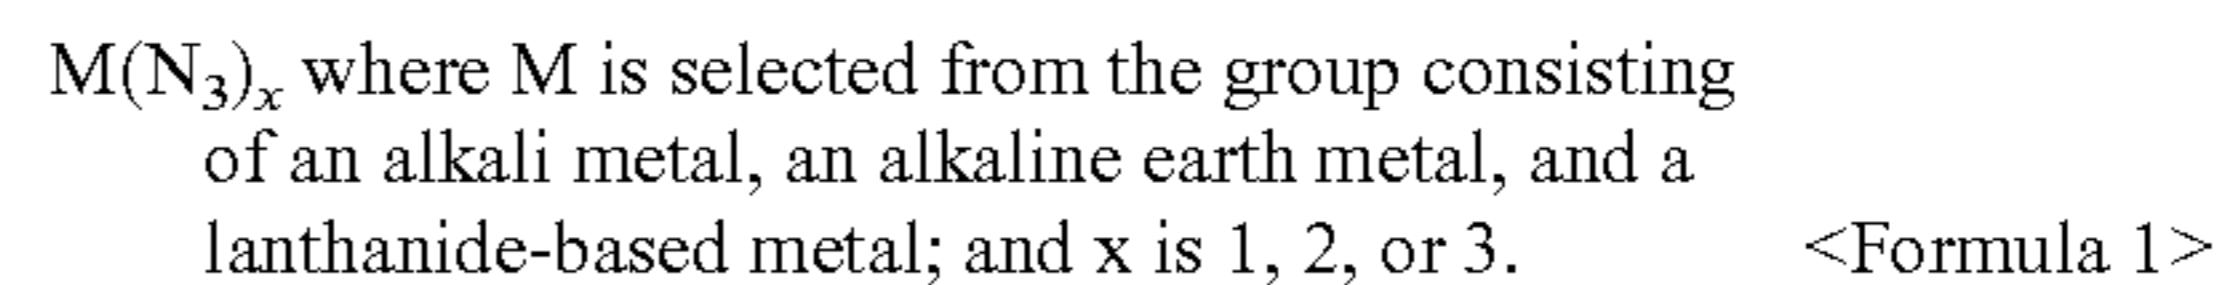 M(N₃)ₓ where M is selected from the group consisting
of an alkali metal, an alkaline earth metal, and a
lanthanide-based metal; and x is 1, 2, or 3. <Formula 1>